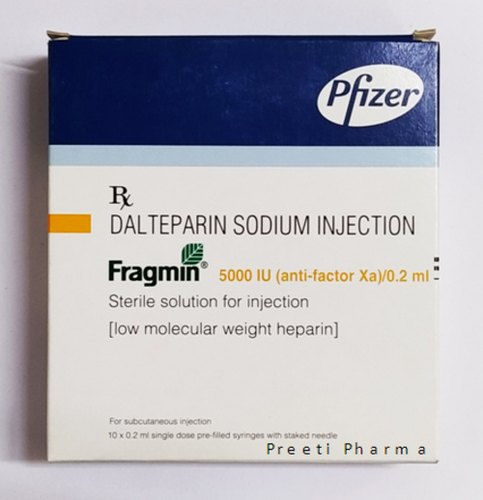 Pfizer
Rx
DALTEPARIN SODIUM INJECTION
Fragmin® 5000 IU (anti-factor Xa)/0.2 ml
Sterile solution for injection
[low molecular weight heparin]
For subcutaneous injection
10 x 0.2 ml single dose pre-filled syringes with staked needle
Preeti Pharma